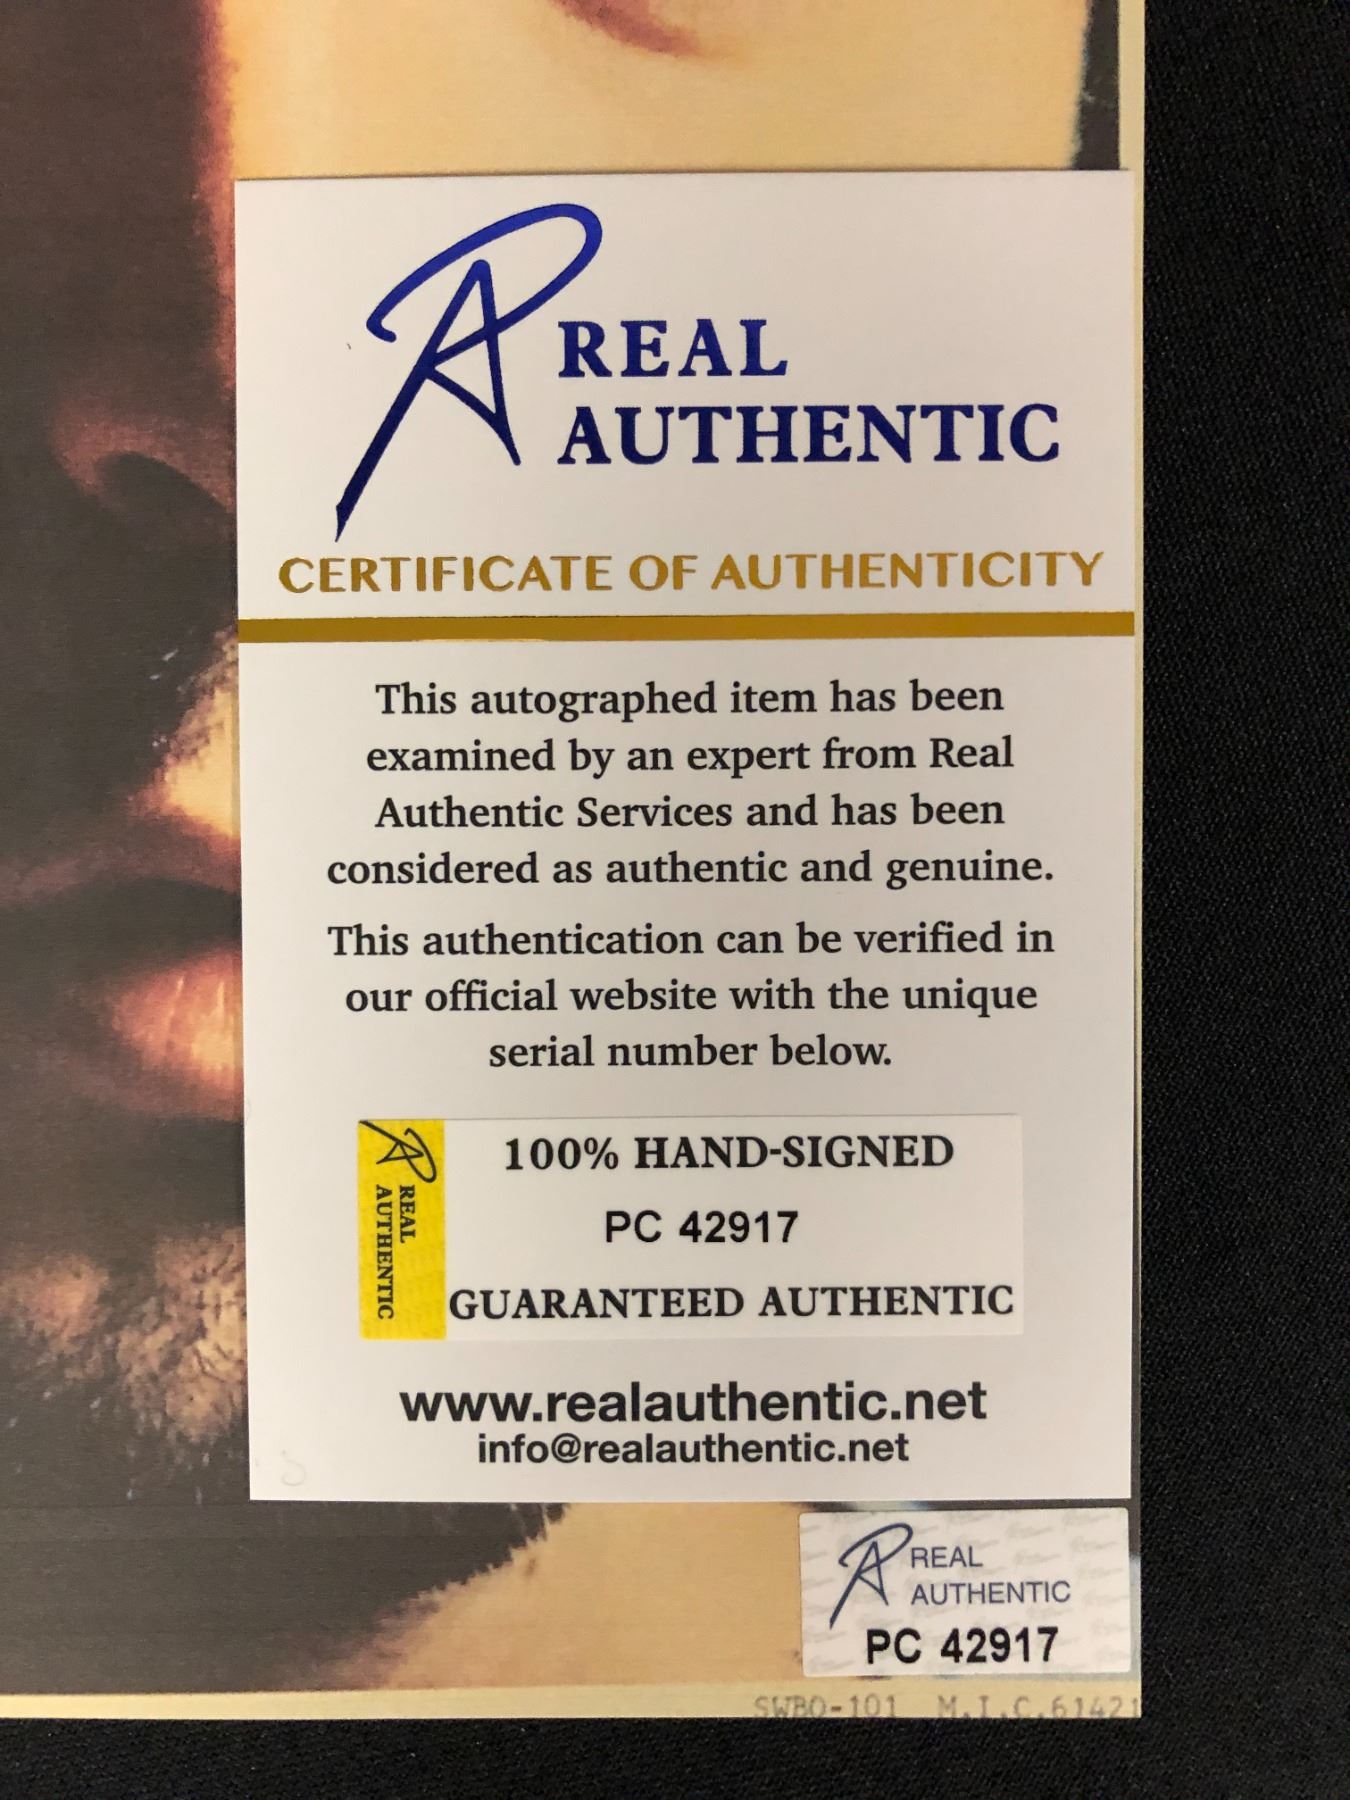 REAL
AUTHENTIC
CERTIFICATE OF AUTHENTICITY
This autographed item has been
examined by an expert from Real
Authentic Services and has been
considered as authentic and genuine.
This authentication can be verified in
our official website with the unique
serial number below.
REAL
AUTHENTIC
100% HAND-SIGNED
PC 42917
GUARANTEED AUTHENTIC
www.realauthentic.net
info@realauthentic.net
REAL
AUTHENTIC
PC 42917
SWBO-101 M.I.C.61421